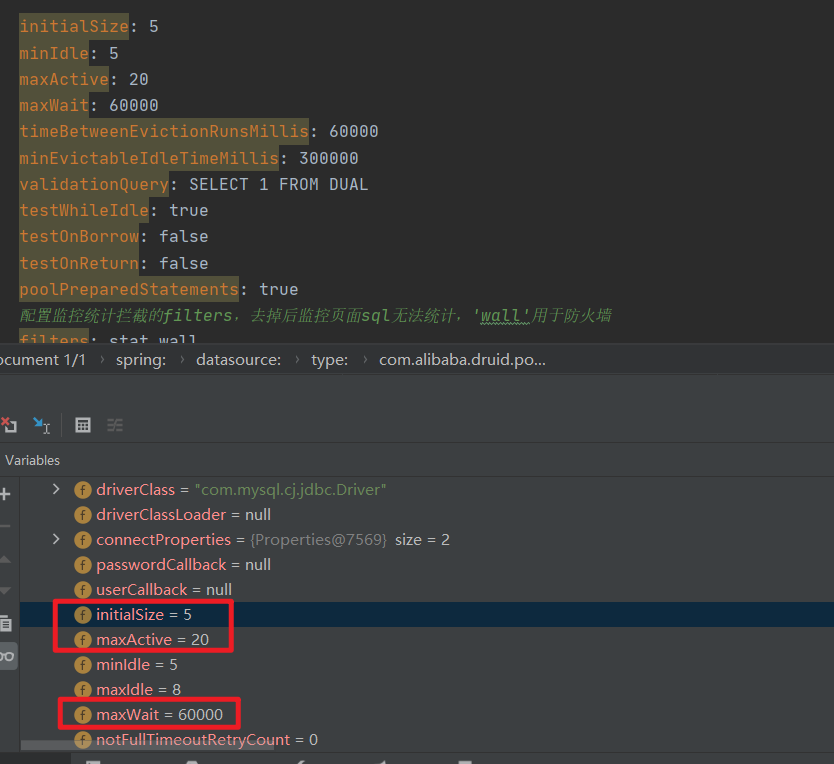 initialSize: 5
minIdle: 5
maxActive: 20
maxWait: 60000
timeBetweenEvictionRunsMillis: 60000
minEvictableIdleTimeMillis: 300000
validationQuery: SELECT 1 FROM DUAL
testWhileIdle: true
testOnBorrow: false
testOnReturn: false
poolPreparedStatements: true
配置监控统计拦截的filters，去掉后监控页面sql无法统计，'wall'用于防火墙
filters: stat,wall
ocument 1/1 › spring: › datasource: › type: › com.alibaba.druid.po...
Variables
f driverClass = "com.mysql.cj.jdbc.Driver"
f driverClassLoader = null
f connectProperties = {Properties@7569} size = 2
f passwordCallback = null
f userCallback = null
f initialSize = 5
f maxActive = 20
f minIdle = 5
f maxIdle = 8
f maxWait = 60000
f notFullTimeoutRetryCount = 0